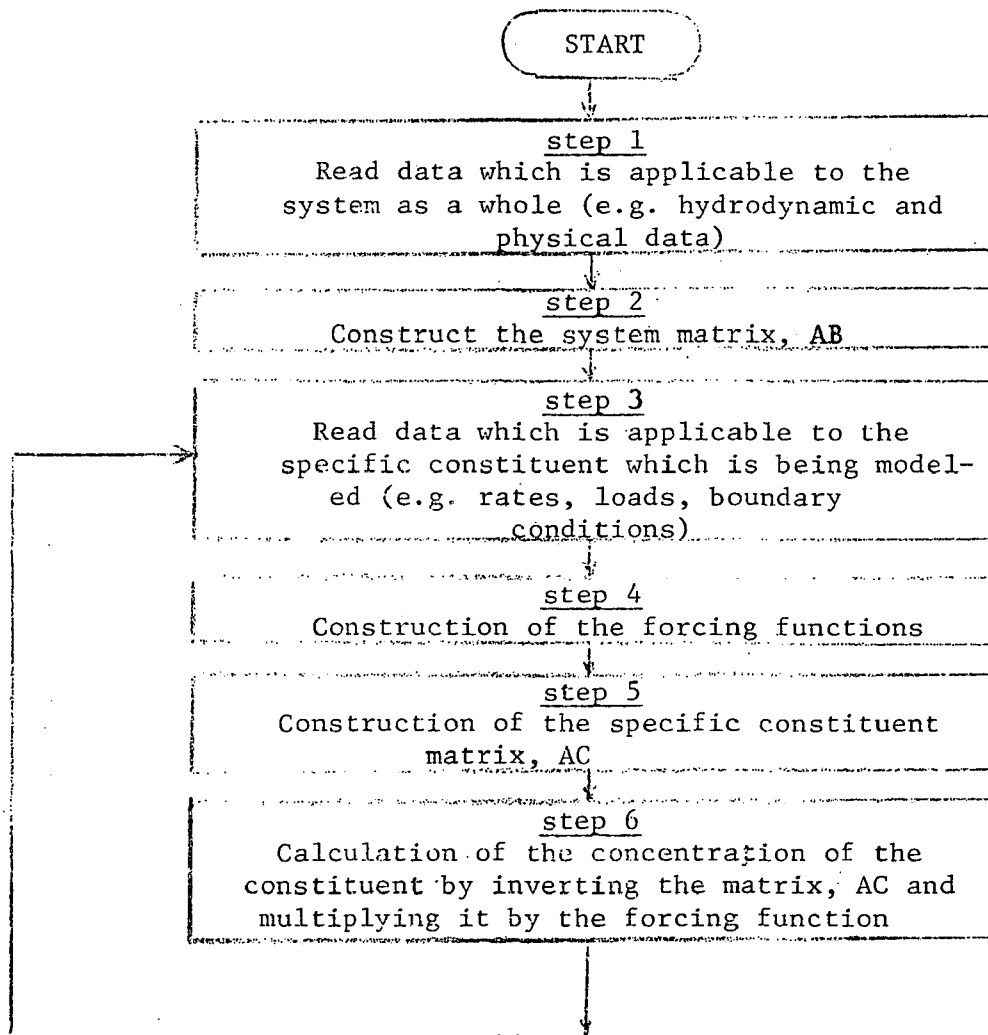 START
step 1
Read data which is applicable to the
system as a whole (e.g. hydrodynamic and
physical data)
step 2
Construct the system matrix, AB
step 3
Read data which is applicable to the
specific constituent which is being model-
ed (e.g. rates, loads, boundary
conditions)
step 4
Construction of the forcing functions
step 5
Construction of the specific constituent
matrix, AC
step 6
Calculation of the concentration of the
constituent by inverting the matrix, AC and
multiplying it by the forcing function